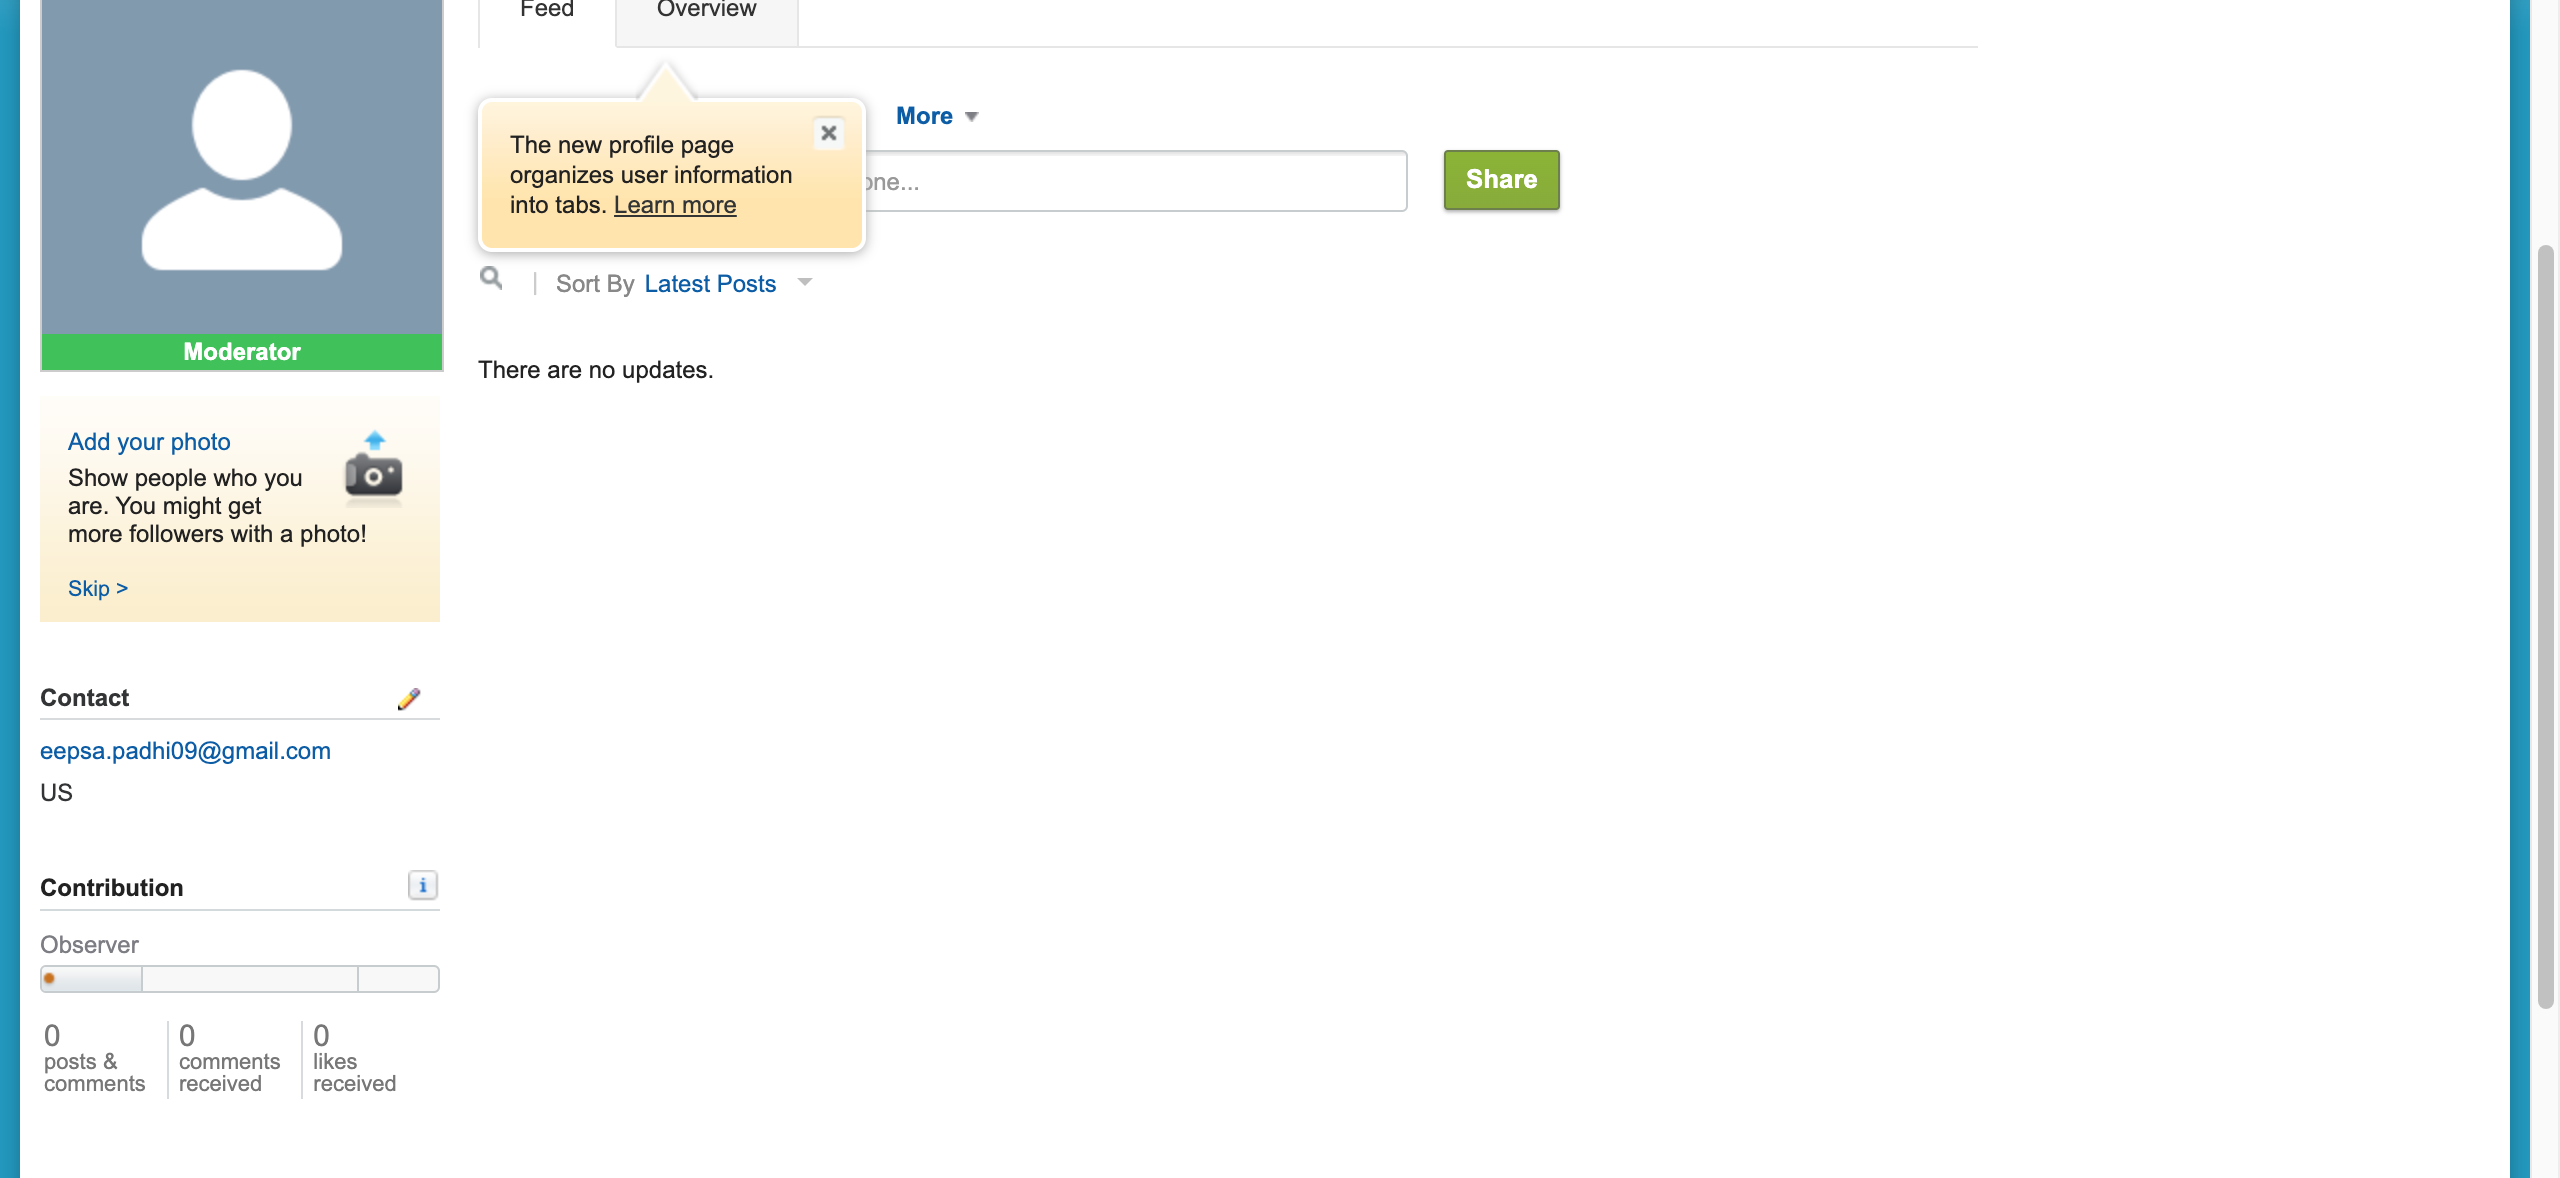 Feed
Overview
The new profile page
organizes user information
into tabs. Learn more
More
one...
Share
Sort By Latest Posts
There are no updates.
Moderator
Add your photo
Show people who you
are. You might get
more followers with a photo!
Skip >
Contact
eepsa.padhi09@gmail.com
US
Contribution
Observer
0
posts &
comments
0
comments
received
0
likes
received